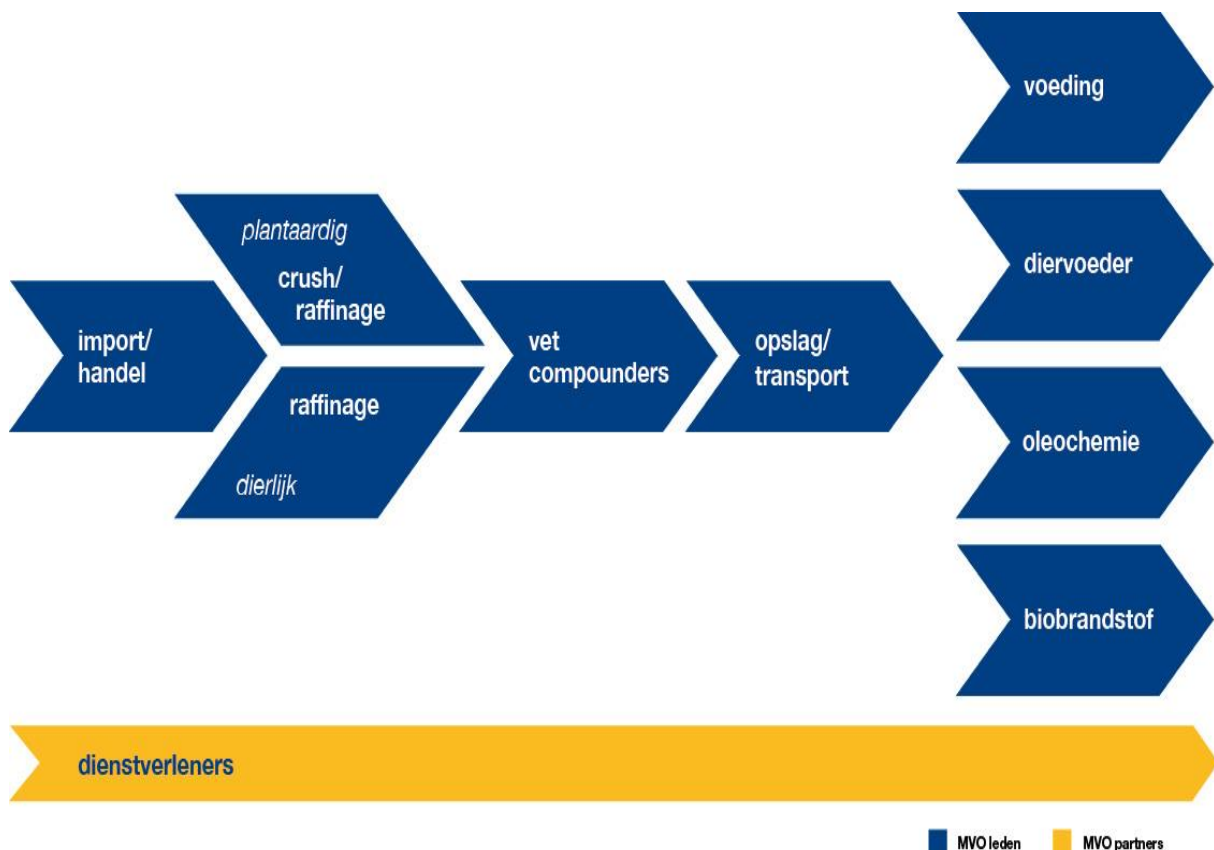 voeding
plantaardig
crush/
raffinage
diervoeder
import/
handel
vet
compounders
opslag/
transport
raffinage
dierlijk
oleochemie
biobrandstof
dienstverleners
MVO leden
MVO partners